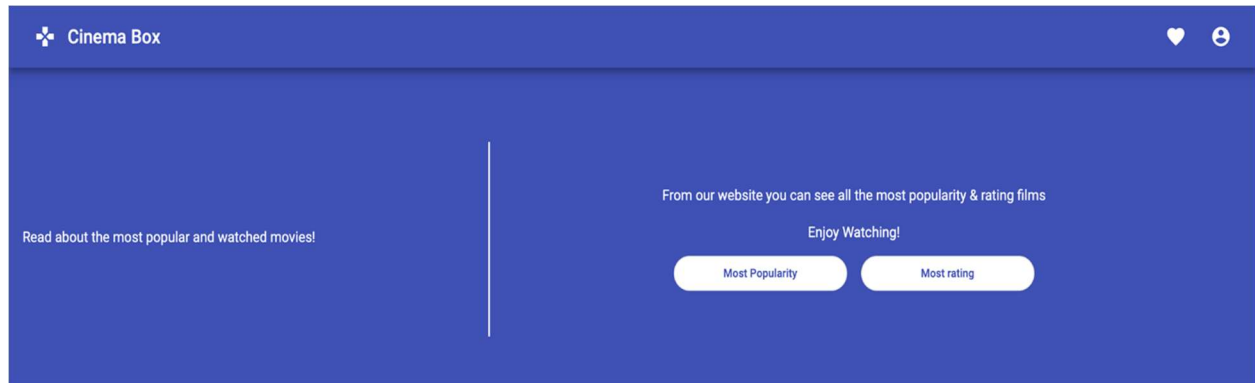 Cinema Box
Read about the most popular and watched movies!
From our website you can see all the most popularity & rating films
Enjoy Watching!
Most Popularity
Most rating